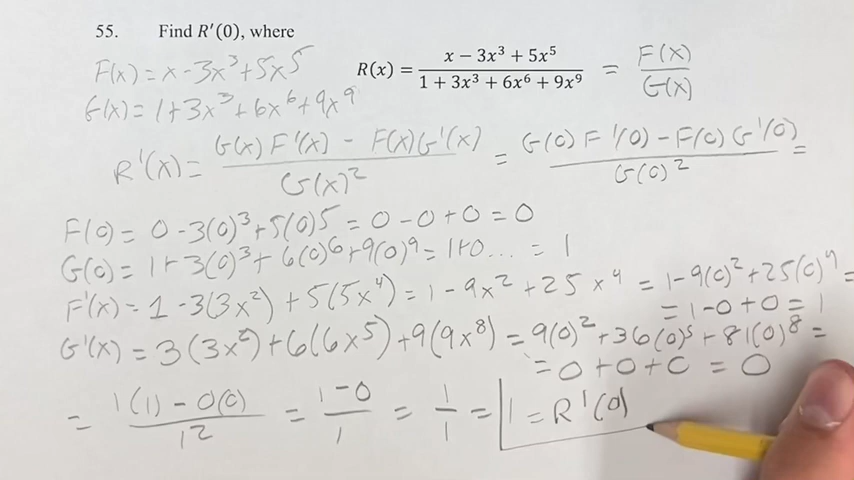 55. Find R'(0), where
F(x) = x - 3x³ + 5x⁵
R(x) = (x − 3x³ + 5x⁵)/(1 + 3x³ + 6x⁶ + 9x⁹) = F(x)/G(x)
G(x) = 1 + 3x³ + 6x⁶ + 9x⁹
R'(x) = (G(x) F'(x) - F(x) G'(x))/G(x)² = (G(0) F'(0) - F(0) G'(0))/G(0)² =
F(0) = 0 - 3(0)³ + 5(0)5 = 0 - 0 + 0 = 0
G(0) = 1 + 3(0)³ + 6(0)⁶ + 9(0)⁹ = 1+0... = 1
F'(x) = 1 - 3(3x²) + 5(5x⁴) = 1 - 9x² + 25x⁴ = 1 - 9(0)² + 25(0)⁴ =
= 1 - 0 + 0 = 1
G'(x) = 3(3x²) + 6(6x⁵) + 9(9x⁸) = 9(0)² + 36(0)⁵ + 81(0)⁸ =
= 0 + 0 + 0 = 0
= (1(1) - 0(0))/1² = (1-0)/1 = 1/1 = 1 = R'(0)